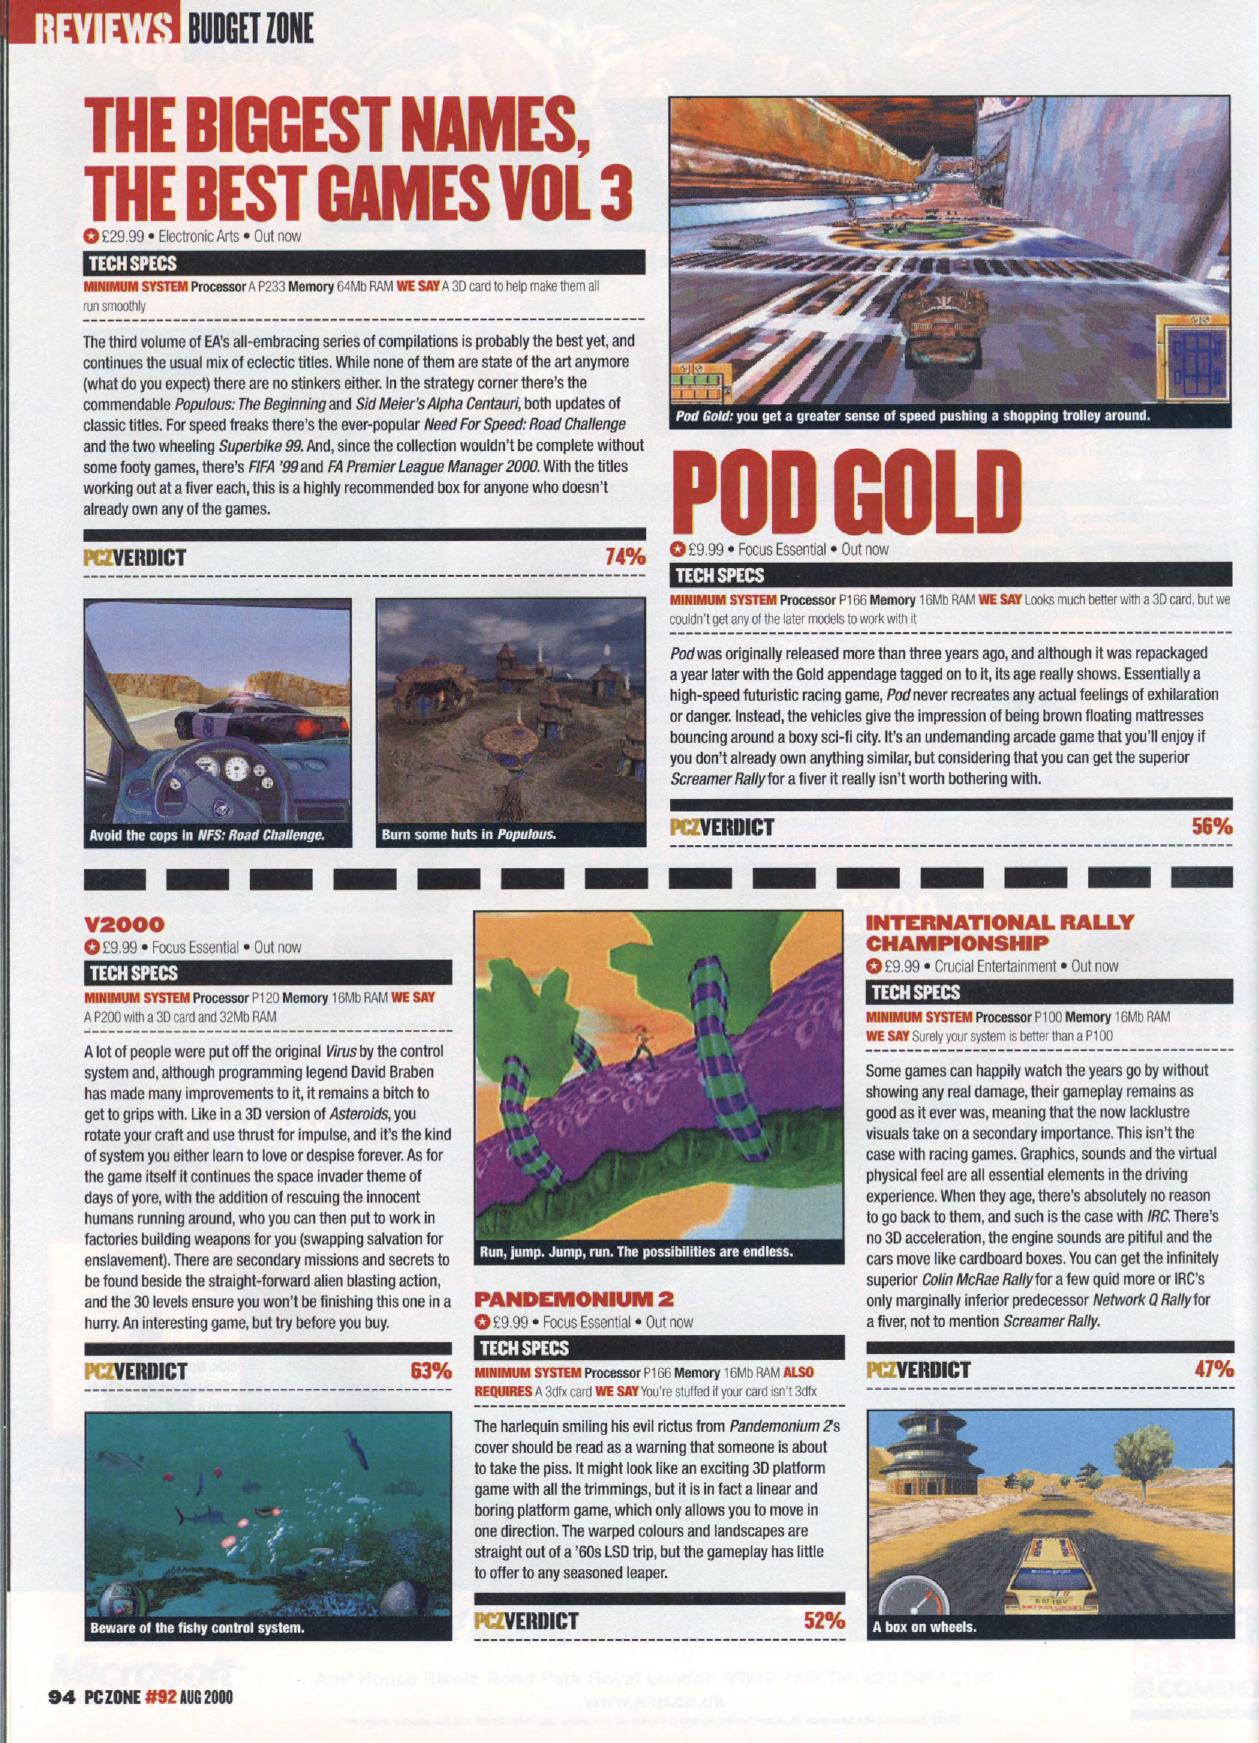 REVIEWS BUDGET ZONE
THE BIGGEST NAMES,
THE BEST GAMES VOL 3
£29.99 • Electronic Arts • Out now
TECH SPECS
MINIMUM SYSTEM Processor A P233 Memory 64Mb RAM WE SAY A 3D card to help make them all
run smoothly
The third volume of EA's all-embracing series of compilations is probably the best yet, and
continues the usual mix of eclectic titles. While none of them are state of the art anymore
(what do you expect) there are no stinkers either. In the strategy corner there's the
commendable Populous: The Beginning and Sid Meier's Alpha Centauri, both updates of
classic titles. For speed freaks there's the ever-popular Need For Speed: Road Challenge
and the two wheeling Superbike 99. And, since the collection wouldn't be complete without
some footy games, there's FIFA '99 and FA Premier League Manager 2000. With the titles
working out at a fiver each, this is a highly recommended box for anyone who doesn't
already own any of the games.
PCZVERDICT 74%
Avoid the cops in NFS: Road Challenge.
Burn some huts in Populous.
Pod Gold: you get a greater sense of speed pushing a shopping trolley around.
POD GOLD
£9.99 • Focus Essential • Out now
TECH SPECS
MINIMUM SYSTEM Processor P166 Memory 16Mb RAM WE SAY Looks much better with a 3D card, but we
couldn't get any of the later models to work with it
Pod was originally released more than three years ago, and although it was repackaged
a year later with the Gold appendage tagged on to it, its age really shows. Essentially a
high-speed futuristic racing game, Pod never recreates any actual feelings of exhilaration
or danger. Instead, the vehicles give the impression of being brown floating mattresses
bouncing around a boxy sci-fi city. It's an undemanding arcade game that you'll enjoy if
you don't already own anything similar, but considering that you can get the superior
Screamer Rally for a fiver it really isn't worth bothering with.
PCZVERDICT 56%
V2000
£9.99 • Focus Essential • Out now
TECH SPECS
MINIMUM SYSTEM Processor P120 Memory 16Mb RAM WE SAY
A P200 with a 3D card and 32Mb RAM
A lot of people were put off the original Virus by the control
system and, although programming legend David Braben
has made many improvements to it, it remains a bitch to
get to grips with. Like in a 3D version of Asteroids, you
rotate your craft and use thrust for impulse, and it's the kind
of system you either learn to love or despise forever. As for
the game itself it continues the space invader theme of
days of yore, with the addition of rescuing the innocent
humans running around, who you can then put to work in
factories building weapons for you (swapping salvation for
enslavement). There are secondary missions and secrets to
be found beside the straight-forward alien blasting action,
and the 30 levels ensure you won't be finishing this one in a
hurry. An interesting game, but try before you buy.
PCZVERDICT 63%
Beware of the fishy control system.
Run, jump. Jump, run. The possibilities are endless.
PANDEMONIUM 2
£9.99 • Focus Essential • Out now
TECH SPECS
MINIMUM SYSTEM Processor P166 Memory 16Mb RAM ALSO
REQUIRES A 3dfx card WE SAY You're stuffed if your card isn't 3dfx
The harlequin smiling his evil rictus from Pandemonium 2's
cover should be read as a warning that someone is about
to take the piss. It might look like an exciting 3D platform
game with all the trimmings, but it is in fact a linear and
boring platform game, which only allows you to move in
one direction. The warped colours and landscapes are
straight out of a '60s LSD trip, but the gameplay has little
to offer to any seasoned leaper.
PCZVERDICT 52%
INTERNATIONAL RALLY
CHAMPIONSHIP
£9.99 • Crucial Entertainment • Out now
TECH SPECS
MINIMUM SYSTEM Processor P100 Memory 16Mb RAM
WE SAY Surely your system is better than a P100
Some games can happily watch the years go by without
showing any real damage, their gameplay remains as
good as it ever was, meaning that the now lacklustre
visuals take on a secondary importance. This isn't the
case with racing games. Graphics, sounds and the virtual
physical feel are all essential elements in the driving
experience. When they age, there's absolutely no reason
to go back to them, and such is the case with IRC. There's
no 3D acceleration, the engine sounds are pitiful and the
cars move like cardboard boxes. You can get the infinitely
superior Colin McRae Rally for a few quid more or IRC's
only marginally inferior predecessor Network Q Rally for
a fiver, not to mention Screamer Rally.
PCZVERDICT 47%
A box on wheels.
94 PCZONE #92 AUG 2000